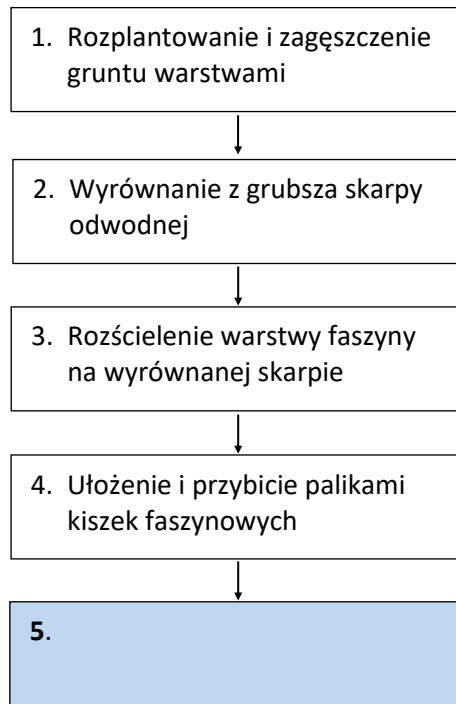 1. Rozplantowanie i zagęszczenie
gruntu warstwami
2. Wyrównanie z grubsza skarpy
odwodnej
3. Rozścielenie warstwy faszyny
na wyrównanej skarpie
4. Ułożenie i przybicie palikami
kiszek faszynowych
5.